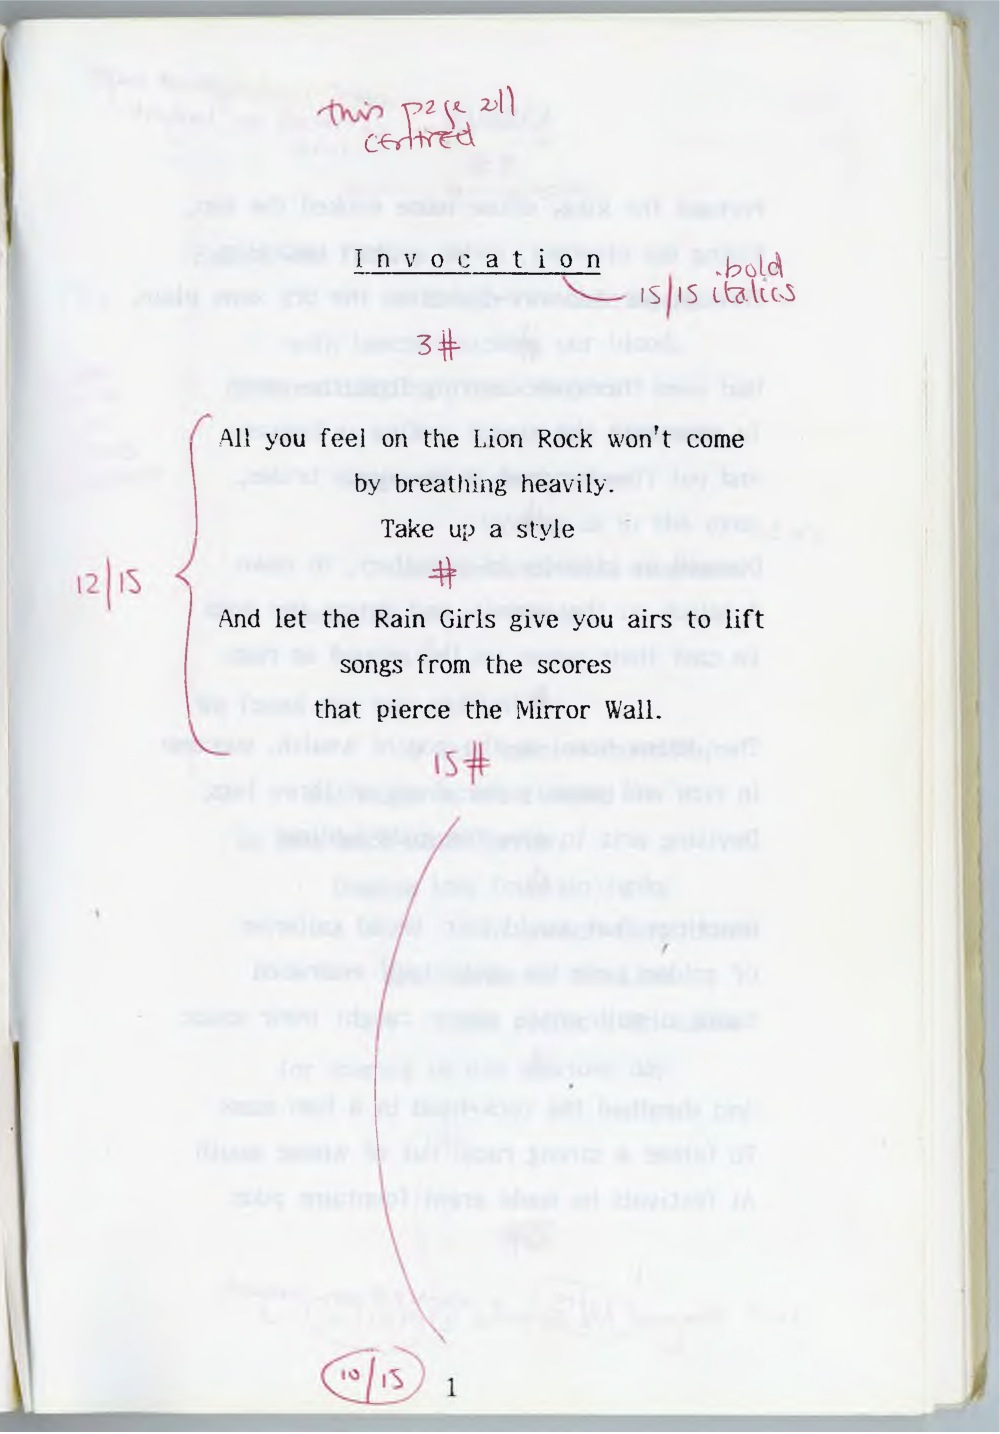 this page all
centred
Invocation
bold
15/15 italics
3#
All you feel on the Lion Rock won't come
by breathing heavily.
Take up a style
#
12/15
And let the Rain Girls give you airs to lift
songs from the scores
that pierce the Mirror Wall.
15#
10/15
1